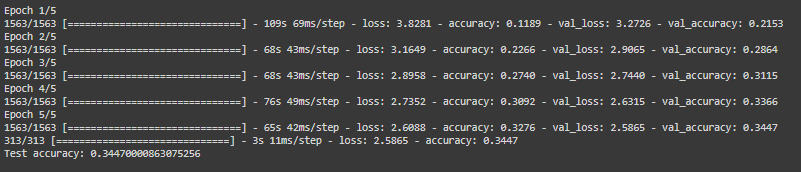 Epoch 1/5
1563/1563 [==============================] - 109s 69ms/step - loss: 3.8281 - accuracy: 0.1189 - val_loss: 3.2726 - val_accuracy: 0.2153
Epoch 2/5
1563/1563 [==============================] - 68s 43ms/step - loss: 3.1649 - accuracy: 0.2266 - val_loss: 2.9065 - val_accuracy: 0.2864
Epoch 3/5
1563/1563 [==============================] - 68s 43ms/step - loss: 2.8958 - accuracy: 0.2740 - val_loss: 2.7440 - val_accuracy: 0.3115
Epoch 4/5
1563/1563 [==============================] - 76s 49ms/step - loss: 2.7352 - accuracy: 0.3092 - val_loss: 2.6315 - val_accuracy: 0.3366
Epoch 5/5
1563/1563 [==============================] - 65s 42ms/step - loss: 2.6088 - accuracy: 0.3276 - val_loss: 2.5865 - val_accuracy: 0.3447
313/313 [==============================] - 3s 11ms/step - loss: 2.5865 - accuracy: 0.3447
Test accuracy: 0.34470000863075256